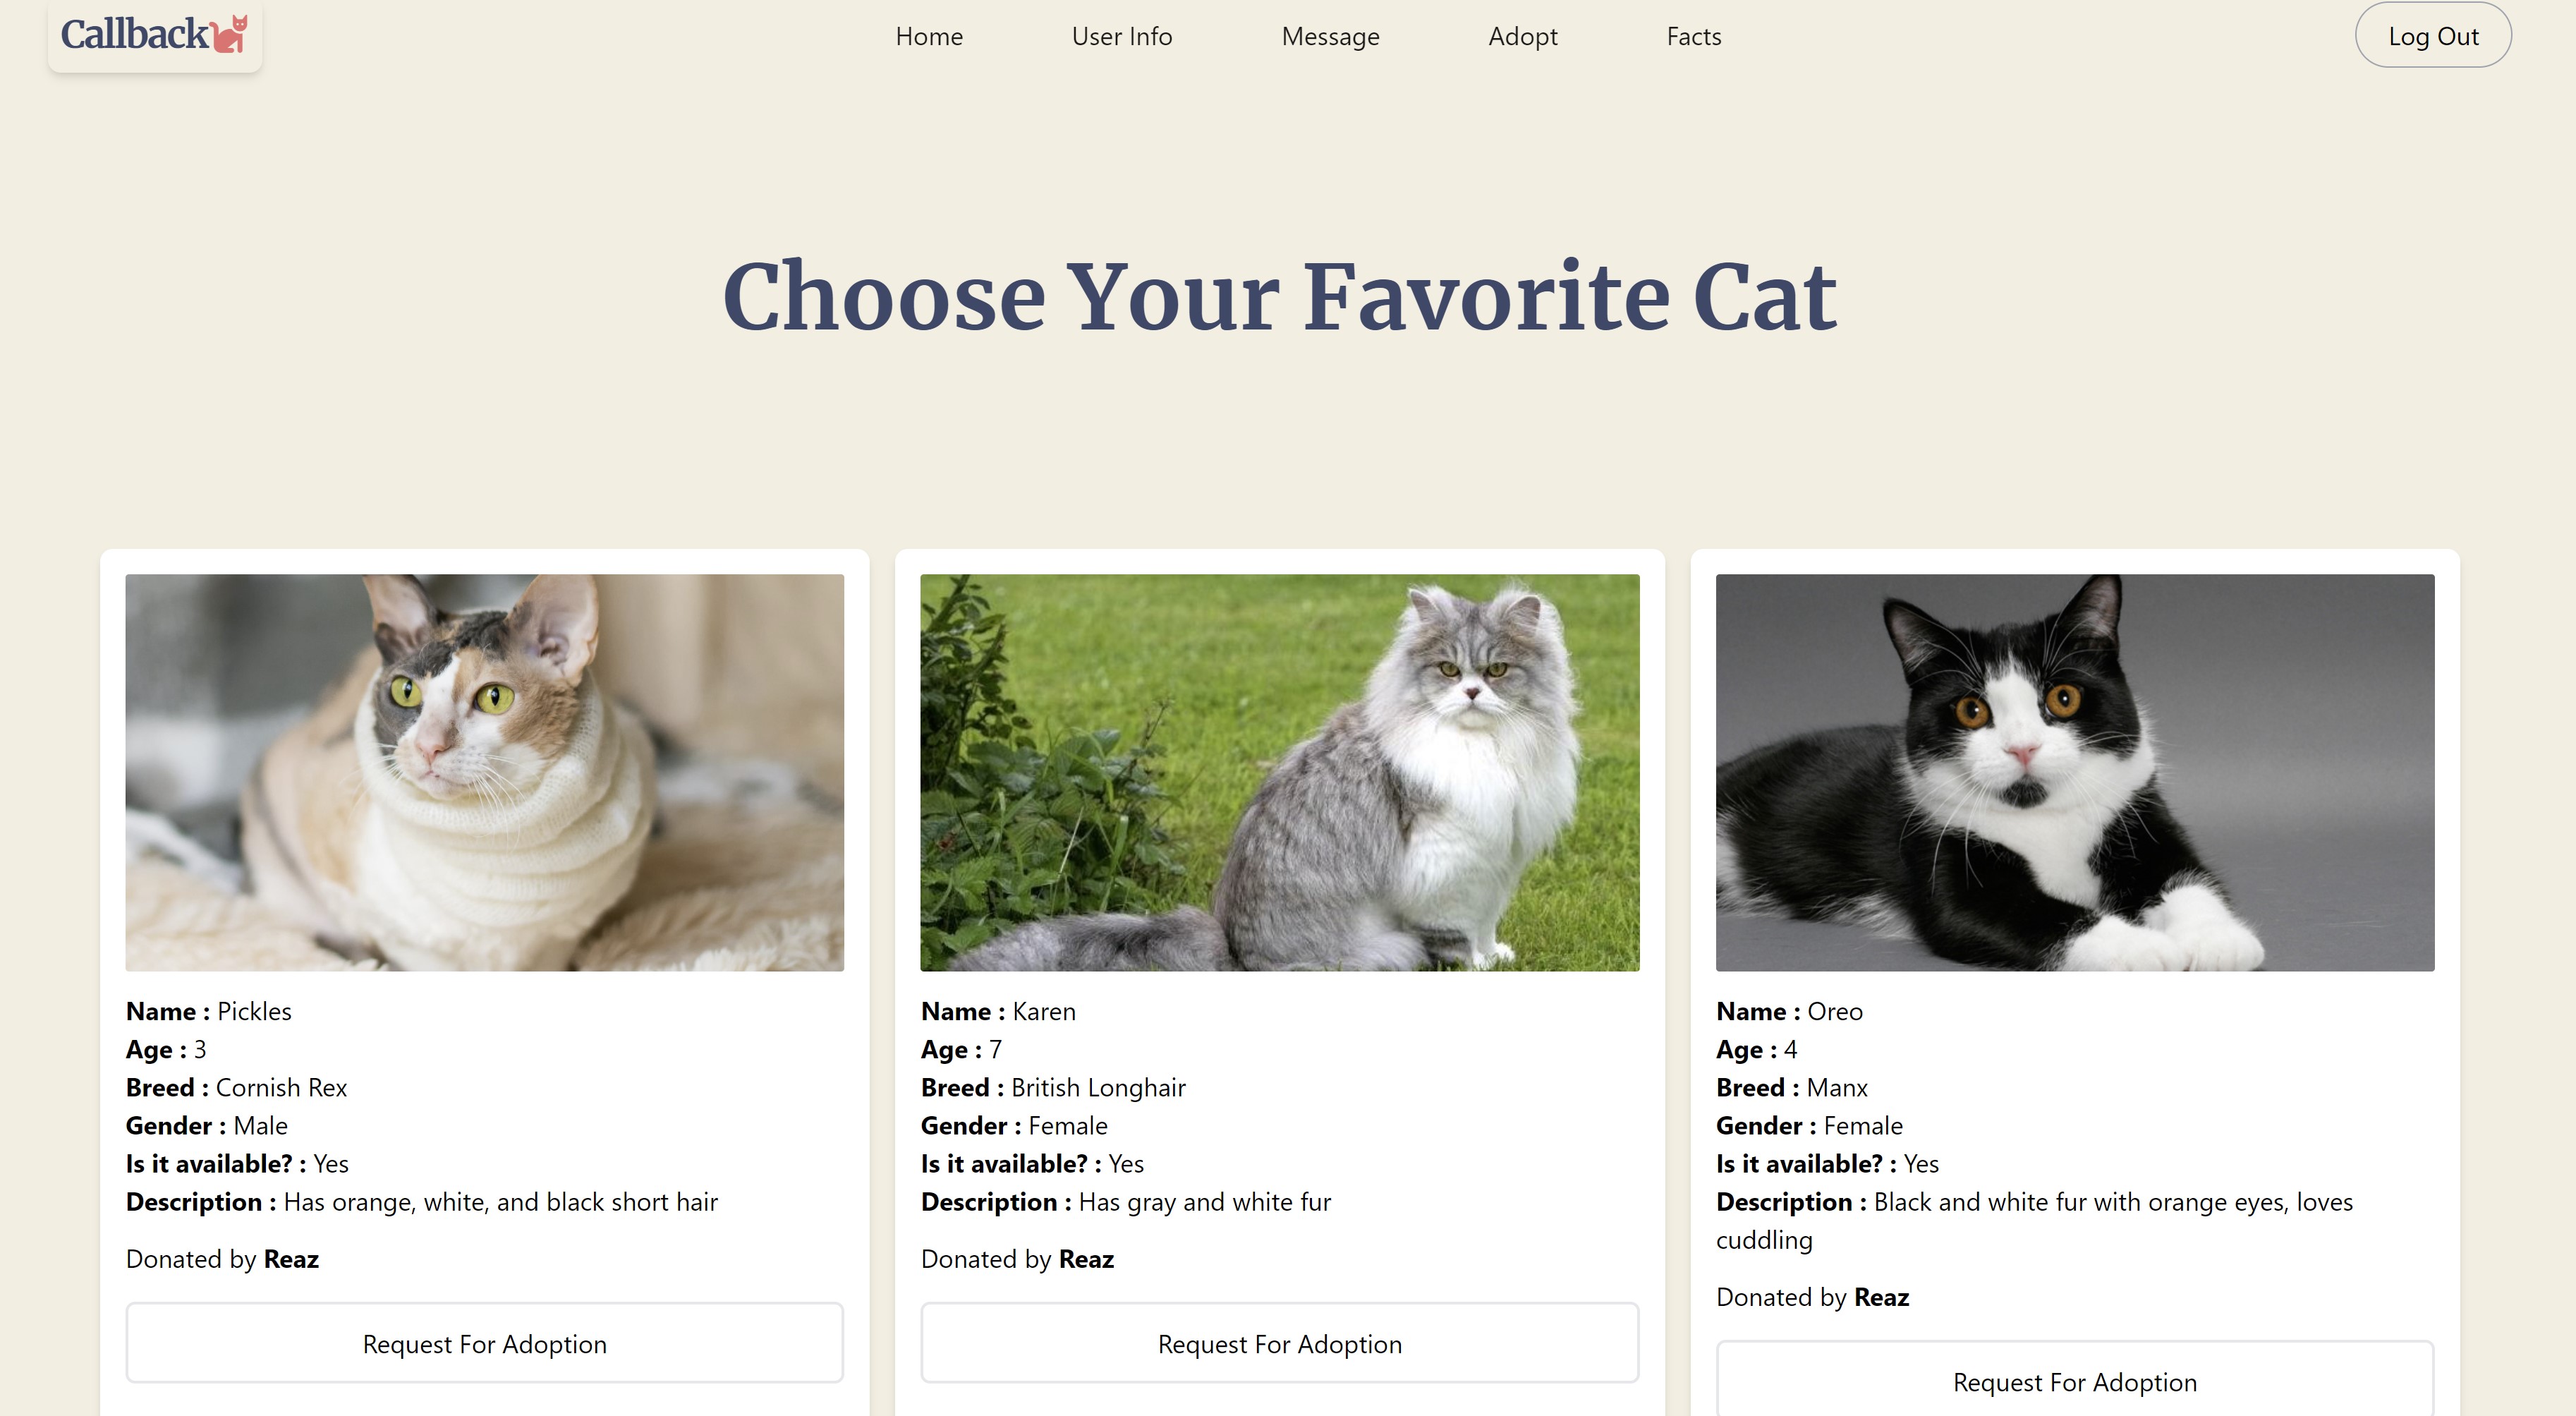 Callback
Home
User Info
Message
Adopt
Facts
Log Out
Choose Your Favorite Cat
Name : Pickles
Age : 3
Breed : Cornish Rex
Gender : Male
Is it available? : Yes
Description : Has orange, white, and black short hair
Donated by Reaz
Request For Adoption
Name : Karen
Age : 7
Breed : British Longhair
Gender : Female
Is it available? : Yes
Description : Has gray and white fur
Donated by Reaz
Request For Adoption
Name : Oreo
Age : 4
Breed : Manx
Gender : Female
Is it available? : Yes
Description : Black and white fur with orange eyes, loves
cuddling
Donated by Reaz
Request For Adoption